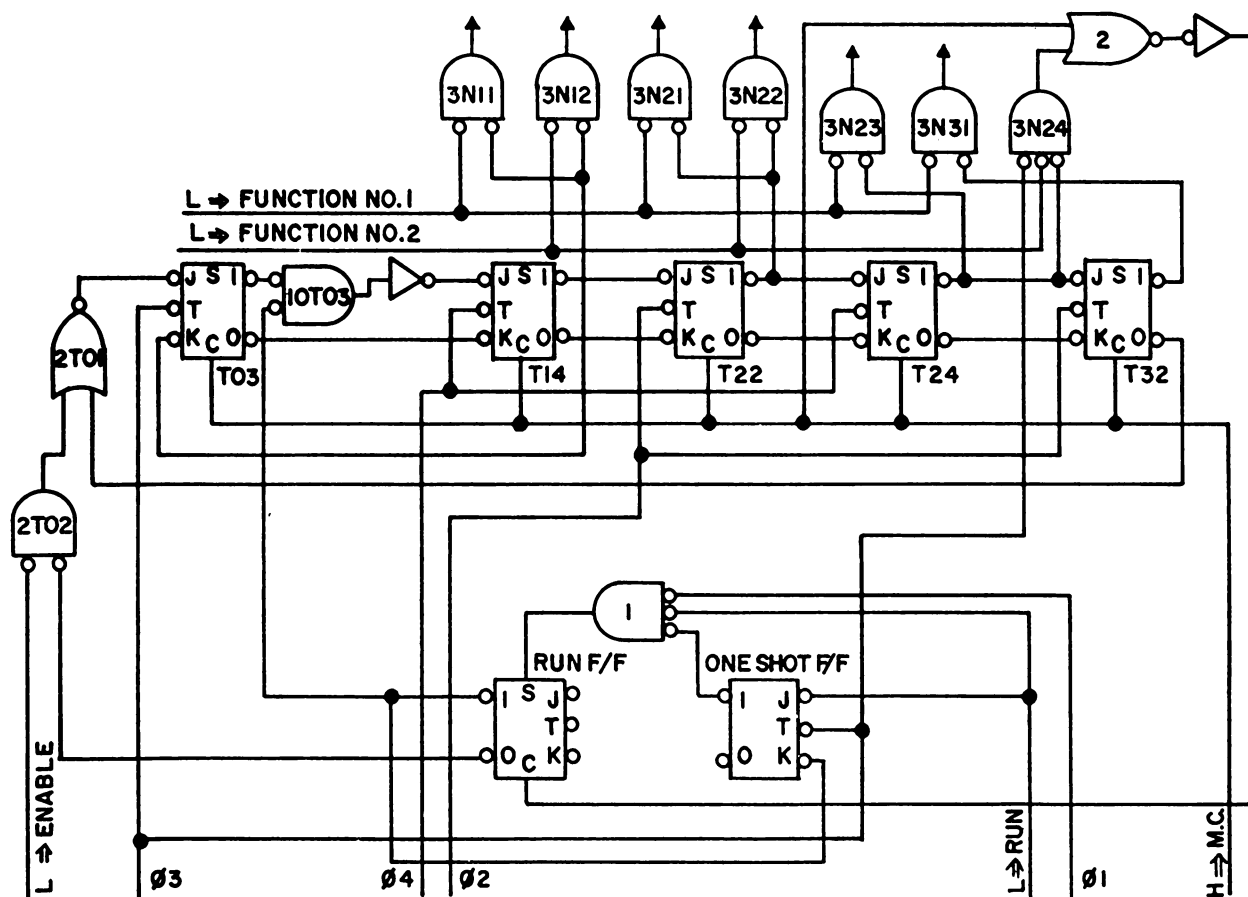 2
3N11
3N12
3N21
3N22
3N23
3N31
3N24
L ⇒ FUNCTION NO.1
L ⇒ FUNCTION NO.2
J S I
T
K C O
T03
10T03
J S I
T
K C O
T14
J S I
T
K C O
T22
J S I
T
K C O
T24
J S I
T
K C O
T32
2T01
2T02
1
RUN F/F
I S J
T
O C K
ONE SHOT F/F
I J
T
O K
L ⇒ ENABLE
Ø3
Ø4
Ø2
L⇒RUN
Ø1
H⇒M.C.